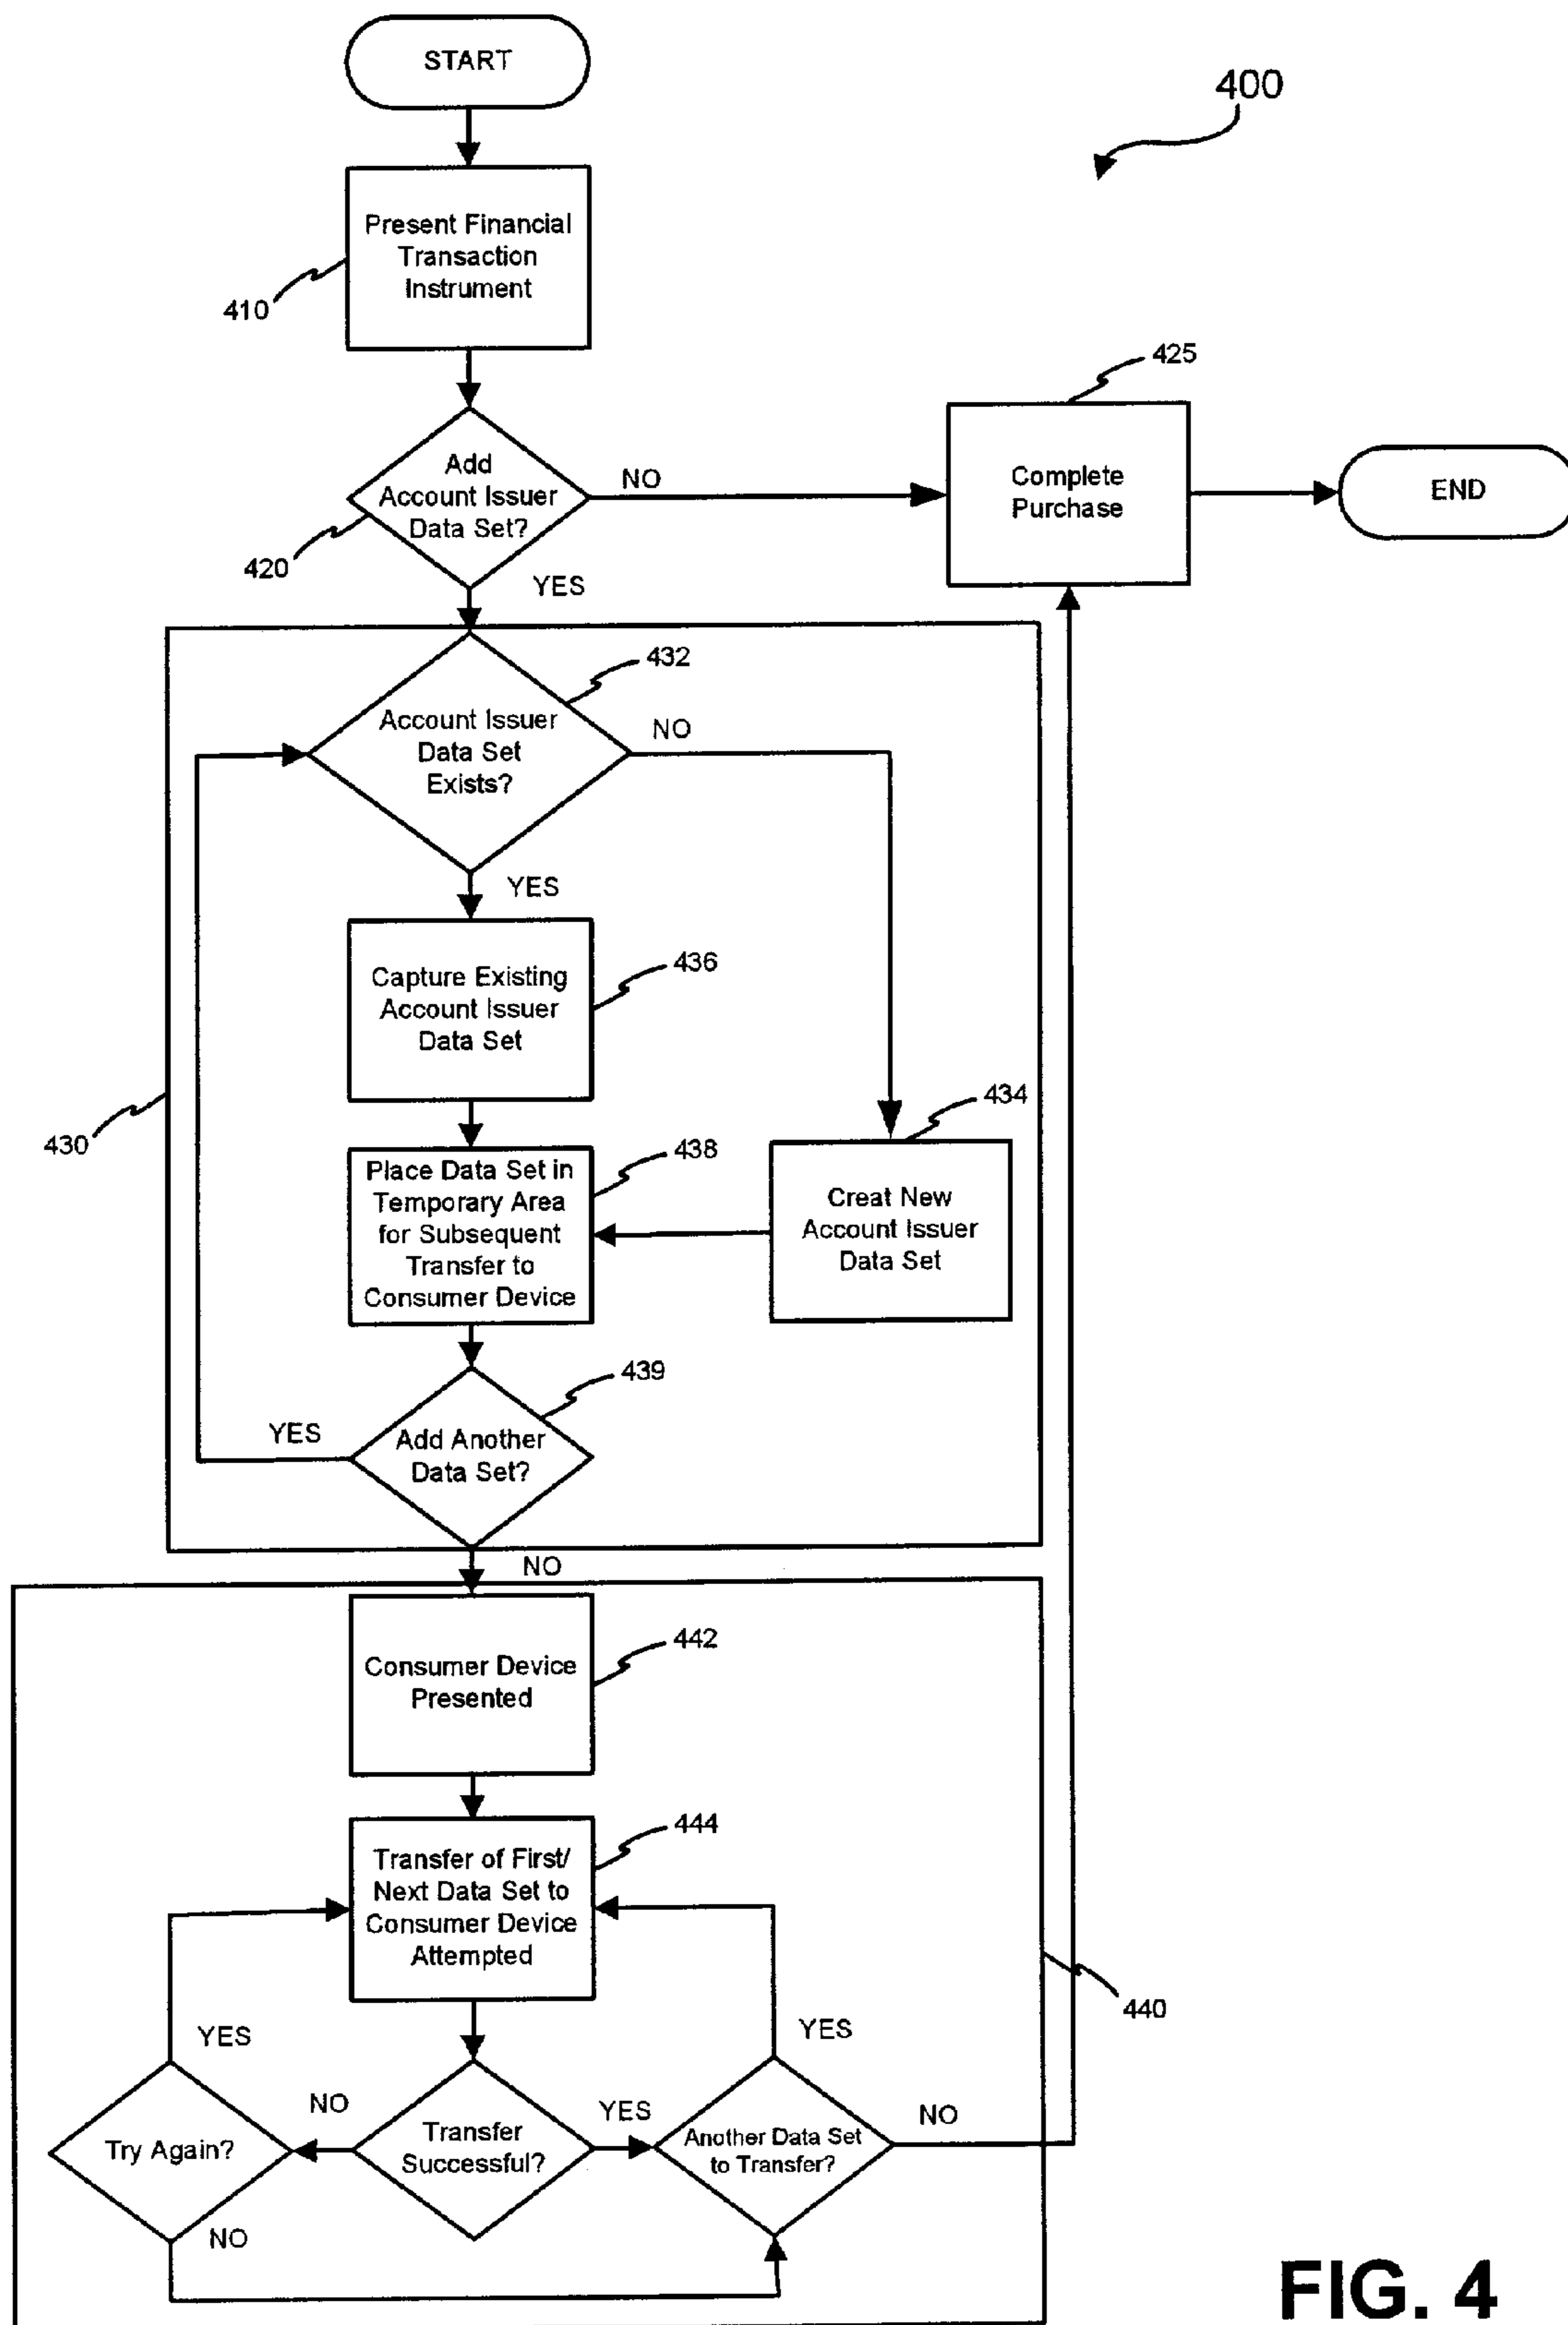 START
400
Present Financial
Transaction
Instrument
410
425
Add
Account Issuer
Data Set?
NO
Complete
Purchase
END
420
YES
432
Account Issuer
Data Set
Exists?
NO
YES
436
Capture Existing
Account Issuer
Data Set
434
430
438
Place Data Set in
Temporary Area
for Subsequent
Transfer to
Consumer Device
Creat New
Account Issuer
Data Set
439
YES
Add Another
Data Set?
NO
442
Consumer Device
Presented
444
Transfer of First/
Next Data Set to
Consumer Device
Attempted
440
YES
YES
NO
YES
NO
Try Again?
Transfer
Successful?
Another Data Set
to Transfer?
NO
FIG. 4